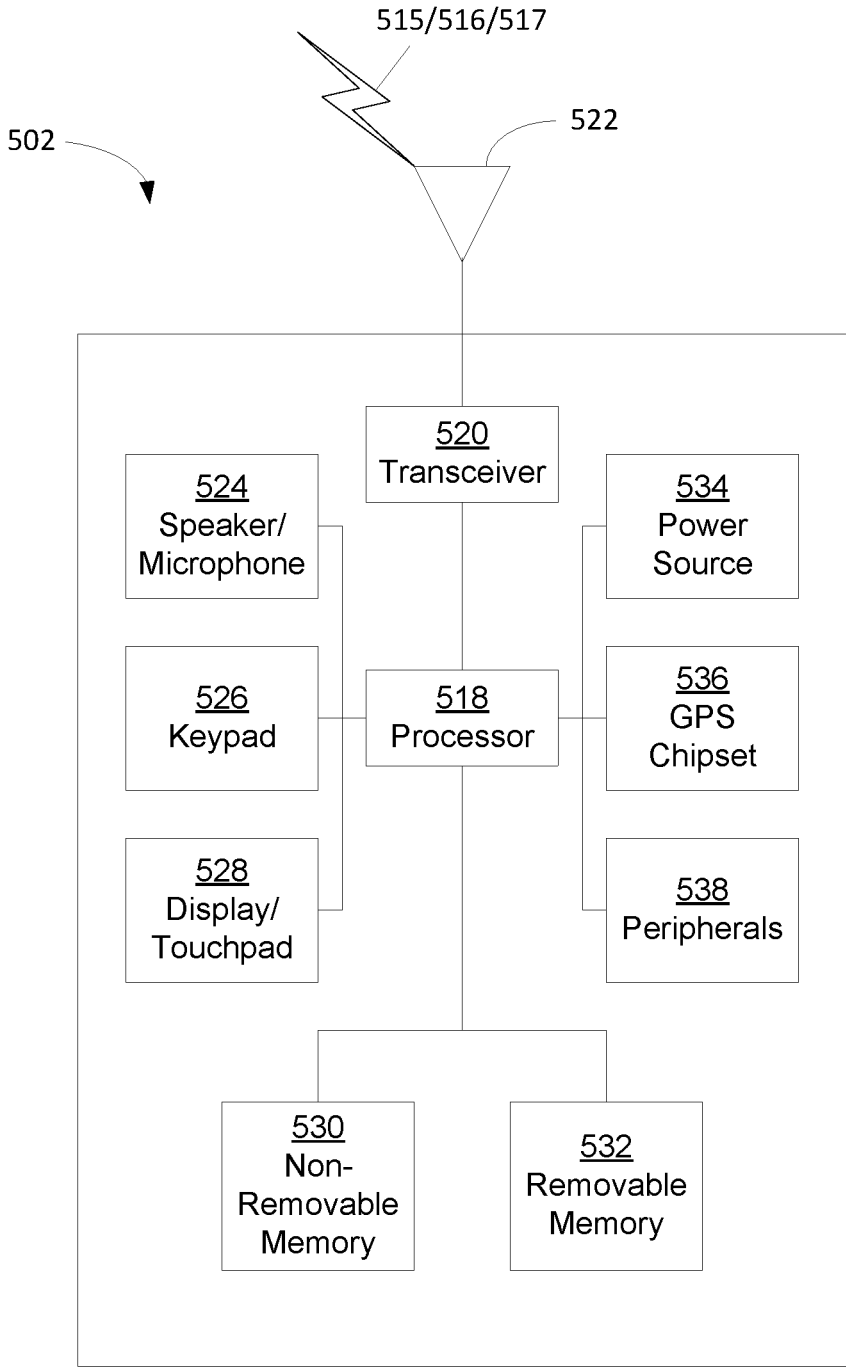 515/516/517
522
502
520
Transceiver
524
Speaker/
Microphone
534
Power
Source
526
Keypad
518
Processor
536
GPS
Chipset
528
Display/
Touchpad
538
Peripherals
530
Non-
Removable
Memory
532
Removable
Memory